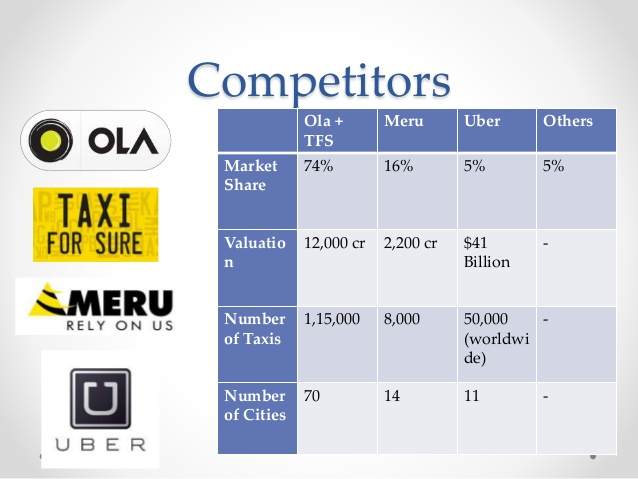 Competitors
OLA
TAXI
FOR SURE
MERU
RELY ON US
U
UBER
Ola + TFS Meru Uber Others
Market Share 74% 16% 5% 5%
Valuatio n 12,000 cr 2,200 cr $41 Billion -
Number of Taxis 1,15,000 8,000 50,000 (worldwi de) -
Number of Cities 70 14 11 -